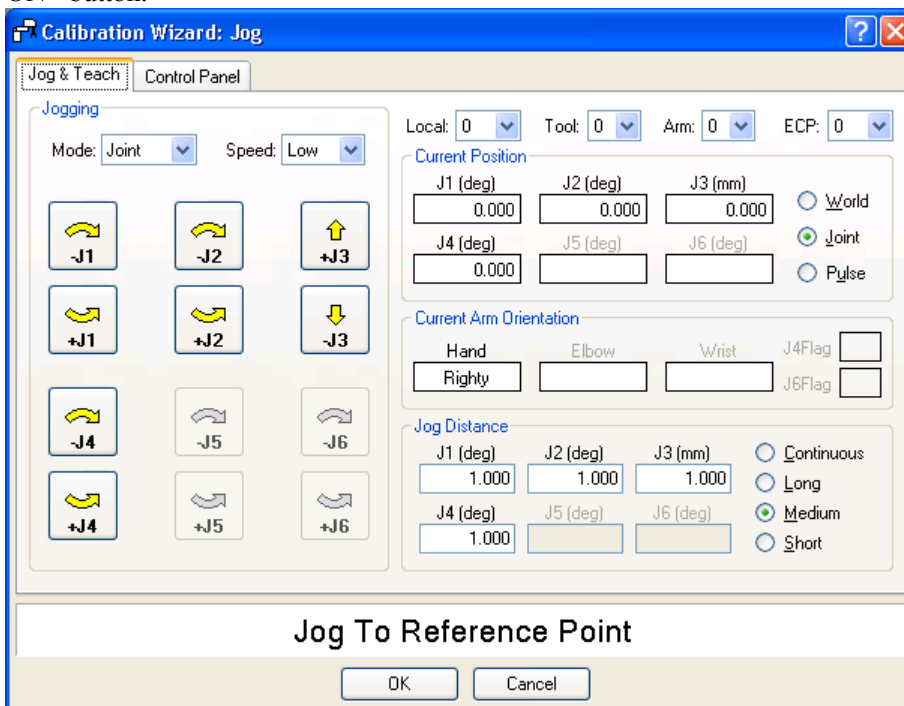 ON" button.
Calibration Wizard: Jog
Jog & Teach Control Panel
Jogging
Mode: Joint Speed: Low
-J1 -J2 +J3
+J1 +J2 -J3
-J4 -J5 -J6
+J4 +J5 +J6
Local: 0 Tool: 0 Arm: 0 ECP: 0
Current Position
J1 (deg) J2 (deg) J3 (mm)
0.000 0.000 0.000
J4 (deg) J5 (deg) J6 (deg)
0.000
World
Joint
Pulse
Current Arm Orientation
Hand Elbow Wrist
Righty
J4Flag
J6Flag
Jog Distance
J1 (deg) J2 (deg) J3 (mm)
1.000 1.000 1.000
J4 (deg) J5 (deg) J6 (deg)
1.000
Continuous
Long
Medium
Short
Jog To Reference Point
OK Cancel